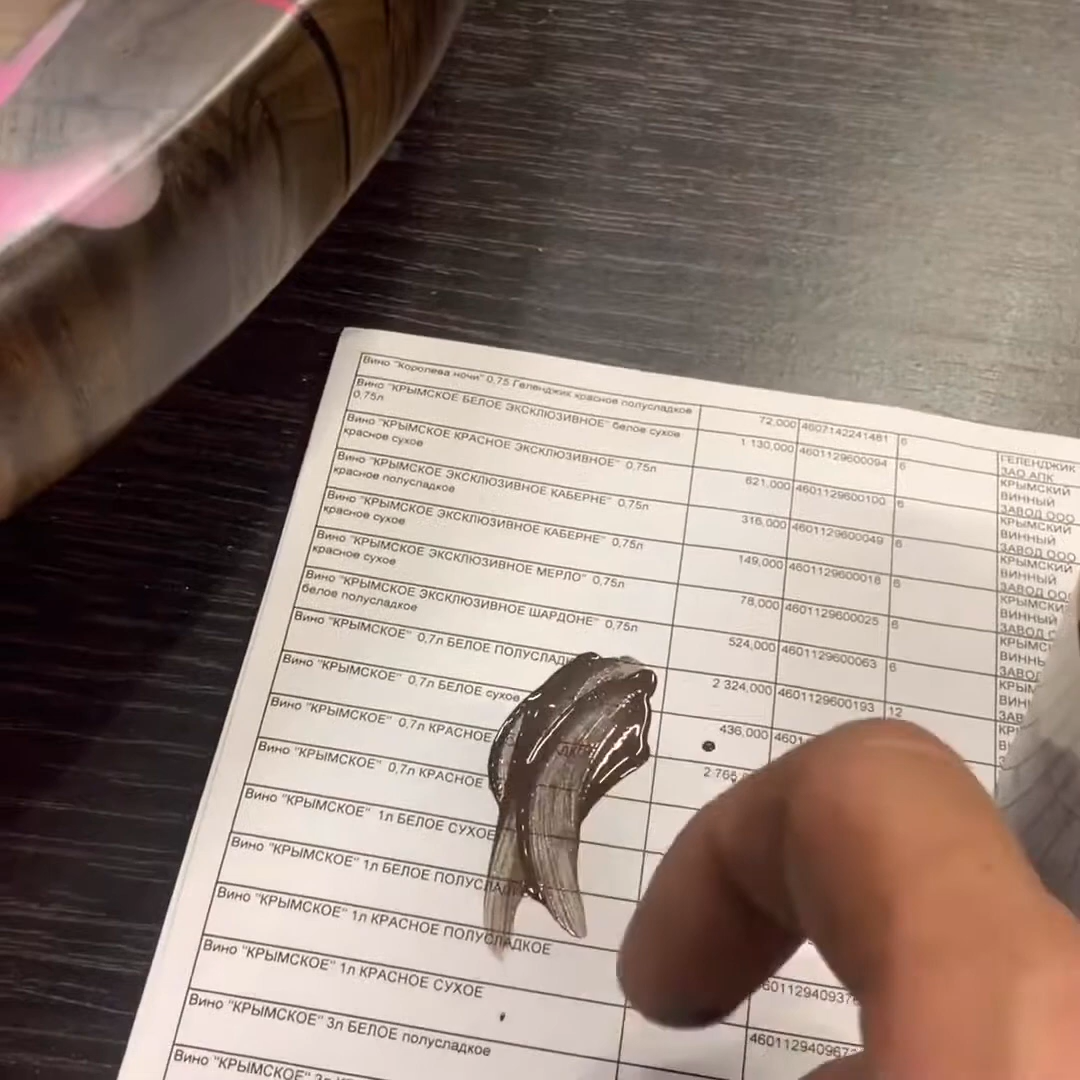 Вино "Королева ночи" 0,75 Геленджик красное полусладкое 72,000 4607142241481 6 ГЕЛЕНДЖИК
ЗАО АПК
Вино "КРЫМСКОЕ БЕЛОЕ ЭКСКЛЮЗИВНОЕ" белое сухое 1 130,000 4601129600094 6 КРЫМСКИЙ
0,75л ВИННЫЙ
ЗАВОД ООО
Вино "КРЫМСКОЕ КРАСНОЕ ЭКСКЛЮЗИВНОЕ" 0,75л 621,000 4601129600100 6 КРЫМСКИЙ
красное сухое ВИННЫЙ
ЗАВОД ООО
Вино "КРЫМСКОЕ ЭКСКЛЮЗИВНОЕ КАБЕРНЕ" 0,75л 316,000 4601129600049 6 КРЫМСКИЙ
красное полусладкое ВИННЫЙ
ЗАВОД ООО
Вино "КРЫМСКОЕ ЭКСКЛЮЗИВНОЕ КАБЕРНЕ" 0,75л 149,000 4601129600018 6
красное сухое ВИННЫЙ
ЗАВОД
Вино "КРЫМСКОЕ ЭКСКЛЮЗИВНОЕ МЕРЛО" 0,75л 78,000 4601129600025 6
красное сухое
Вино "КРЫМСКОЕ ЭКСКЛЮЗИВНОЕ ШАРДОНЕ" 0,75л 524,000 4601129600063 6
белое полусладкое
Вино "КРЫМСКОЕ" 0,7л БЕЛОЕ 2 324,000 4601129600193 12
Вино "КРЫМСКОЕ" 0,7л БЕЛОЕ сухое 436,000
Вино "КРЫМСКОЕ" 0,7л КРАСНОЕ
Вино "КРЫМСКОЕ" 0,7л КРАСНОЕ
Вино "КРЫМСКОЕ" 1л БЕЛОЕ СУХОЕ
Вино "КРЫМСКОЕ" 1л БЕЛОЕ ПОЛУСЛАД
Вино "КРЫМСКОЕ" 1л КРАСНОЕ ПОЛУСЛАДКОЕ
Вино "КРЫМСКОЕ" 1л КРАСНОЕ СУХОЕ
Вино "КРЫМСКОЕ" 3л БЕЛОЕ полусладкое
Вино "КРЫМСКОЕ" 3л